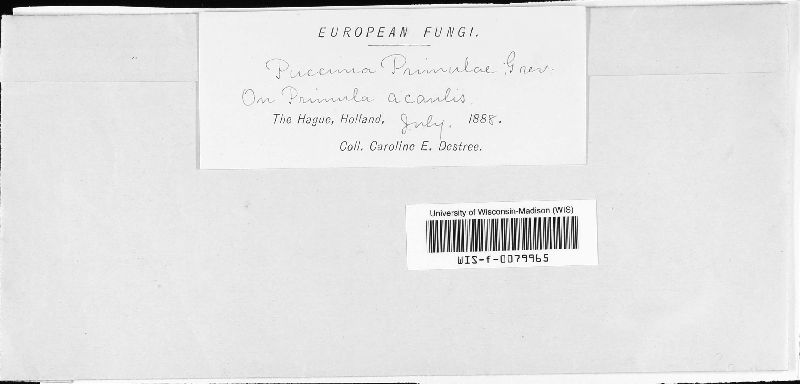 EUROPEAN FUNGI.
Puccinia Primulae, Grev.
On Primula acaulis.
The Hague, Holland, July. 1888.
Coll. Caroline E. Destree.
University of Wisconsin-Madison (WIS)
WIS-f-0079965